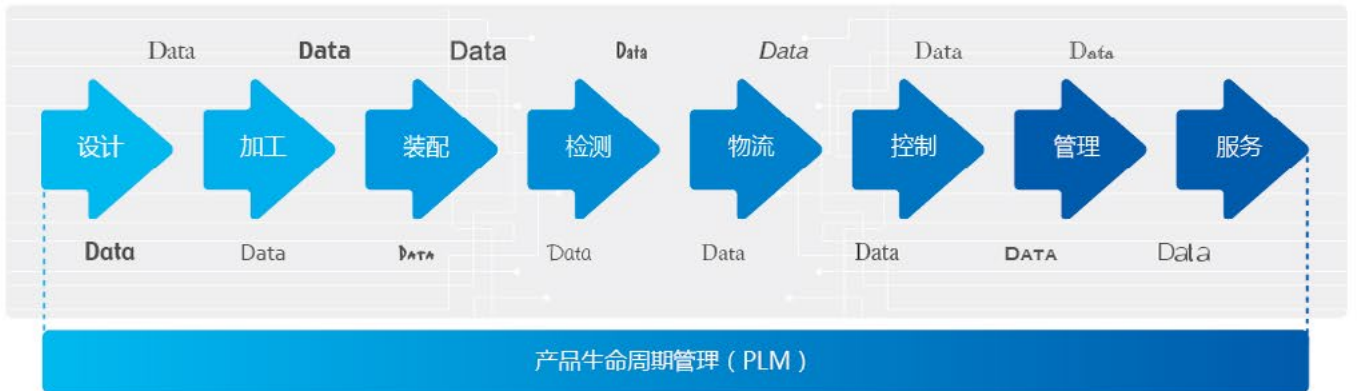 Data Data Data Data Data Data Data
设计 加工 装配 检测 物流 控制 管理 服务
Data Data DATA Data Data Data DATA Data
产品生命周期管理（PLM）